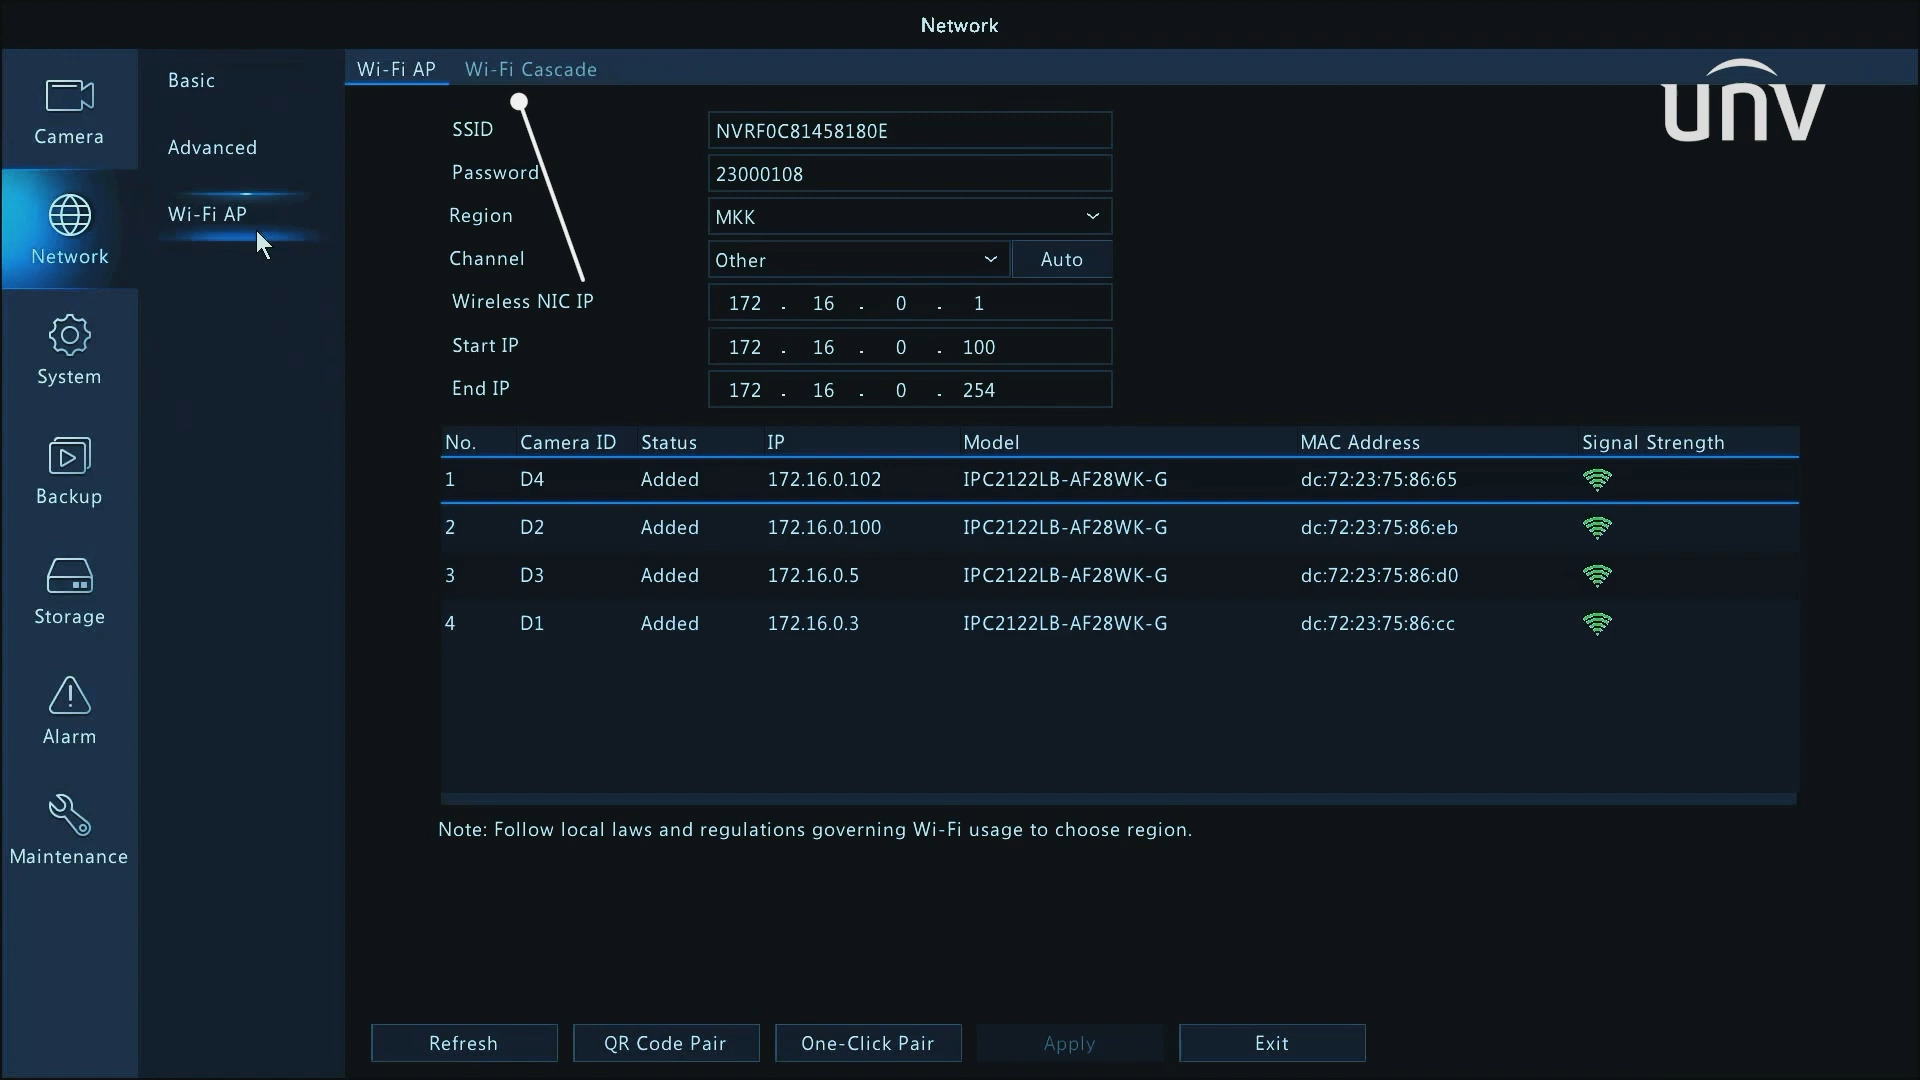 Network
Wi-Fi AP Wi-Fi Cascade
unv
Camera
Network
System
Backup
Storage
Alarm
Maintenance
Basic
Advanced
Wi-Fi AP
SSID NVRF0C81458180E
Password 23000108
Region MKK
Channel Other Auto
Wireless NIC IP 172 . 16 . 0 . 1
Start IP 172 . 16 . 0 . 100
End IP 172 . 16 . 0 . 254
No. Camera ID Status IP Model MAC Address Signal Strength
1 D4 Added 172.16.0.102 IPC2122LB-AF28WK-G dc:72:23:75:86:65
2 D2 Added 172.16.0.100 IPC2122LB-AF28WK-G dc:72:23:75:86:eb
3 D3 Added 172.16.0.5 IPC2122LB-AF28WK-G dc:72:23:75:86:d0
4 D1 Added 172.16.0.3 IPC2122LB-AF28WK-G dc:72:23:75:86:cc
Note: Follow local laws and regulations governing Wi-Fi usage to choose region.
Refresh QR Code Pair One-Click Pair Apply Exit